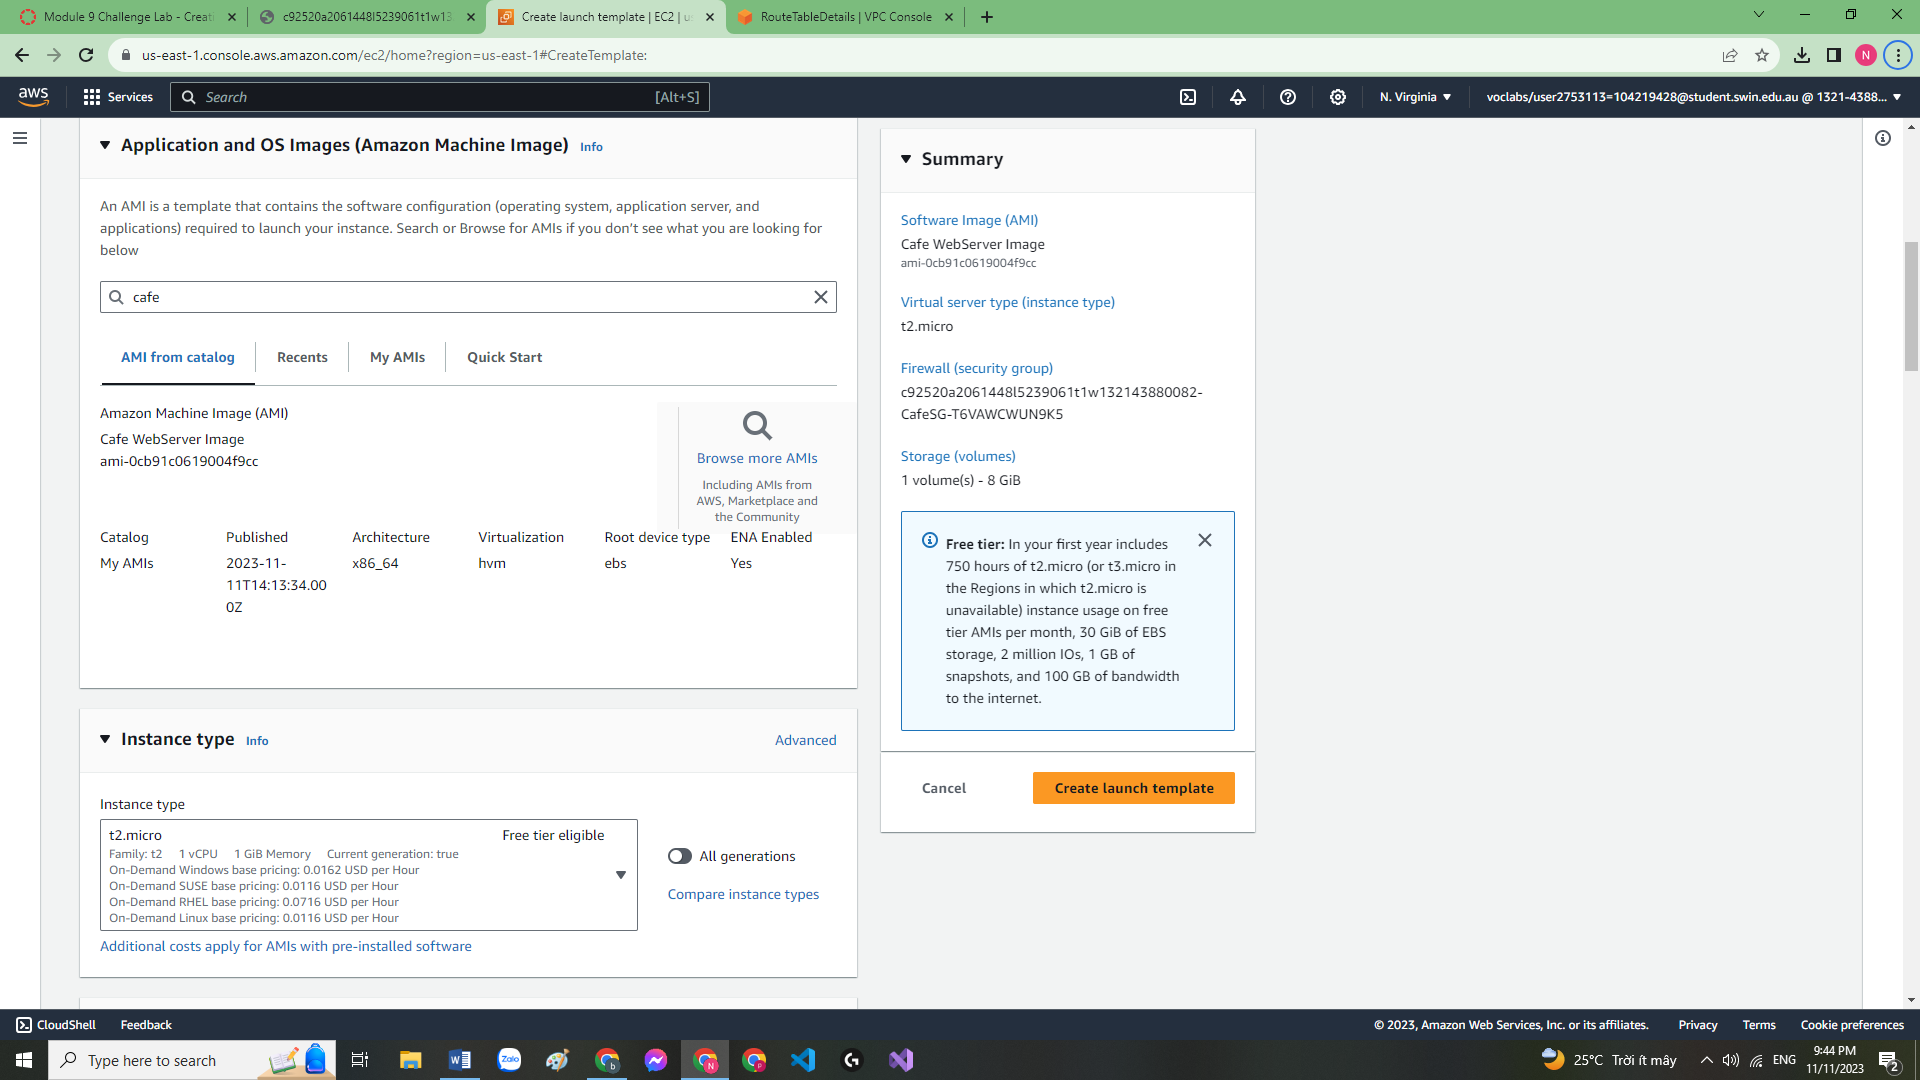 Module 9 Challenge Lab - Creati
c92520a2061448l5239061t1w13
Create launch template | EC2 | us
RouteTableDetails | VPC Console
us-east-1.console.aws.amazon.com/ec2/home?region=us-east-1#CreateTemplate:
N
aws
Services
Search
[Alt+S]
N. Virginia
voclabs/user2753113=104219428@student.swin.edu.au @ 1321-4388...
Application and OS Images (Amazon Machine Image) Info
An AMI is a template that contains the software configuration (operating system, application server, and
applications) required to launch your instance. Search or Browse for AMIs if you don't see what you are looking for
below
cafe
AMI from catalog
Recents
My AMIs
Quick Start
Amazon Machine Image (AMI)
Cafe WebServer Image
ami-0cb91c0619004f9cc
Browse more AMIs
Including AMIs from
AWS, Marketplace and
the Community
Catalog
Published
Architecture
Virtualization
Root device type
ENA Enabled
My AMIs
2023-11-
11T14:13:34.00
0Z
x86_64
hvm
ebs
Yes
Instance type Info
Advanced
Instance type
t2.micro
Free tier eligible
Family: t2 1 vCPU 1 GiB Memory Current generation: true
On-Demand Windows base pricing: 0.0162 USD per Hour
On-Demand SUSE base pricing: 0.0116 USD per Hour
On-Demand RHEL base pricing: 0.0716 USD per Hour
On-Demand Linux base pricing: 0.0116 USD per Hour
All generations
Compare instance types
Additional costs apply for AMIs with pre-installed software
Summary
Software Image (AMI)
Cafe WebServer Image
ami-0cb91c0619004f9cc
Virtual server type (instance type)
t2.micro
Firewall (security group)
c92520a2061448l5239061t1w132143880082-
CafeSG-T6VAWCWUN9K5
Storage (volumes)
1 volume(s) - 8 GiB
Free tier: In your first year includes
750 hours of t2.micro (or t3.micro in
the Regions in which t2.micro is
unavailable) instance usage on free
tier AMIs per month, 30 GiB of EBS
storage, 2 million IOs, 1 GB of
snapshots, and 100 GB of bandwidth
to the internet.
Cancel
Create launch template
CloudShell
Feedback
© 2023, Amazon Web Services, Inc. or its affiliates.
Privacy
Terms
Cookie preferences
Type here to search
Zalo
25°C Trời ít mây
ENG
9:44 PM
11/11/2023
2